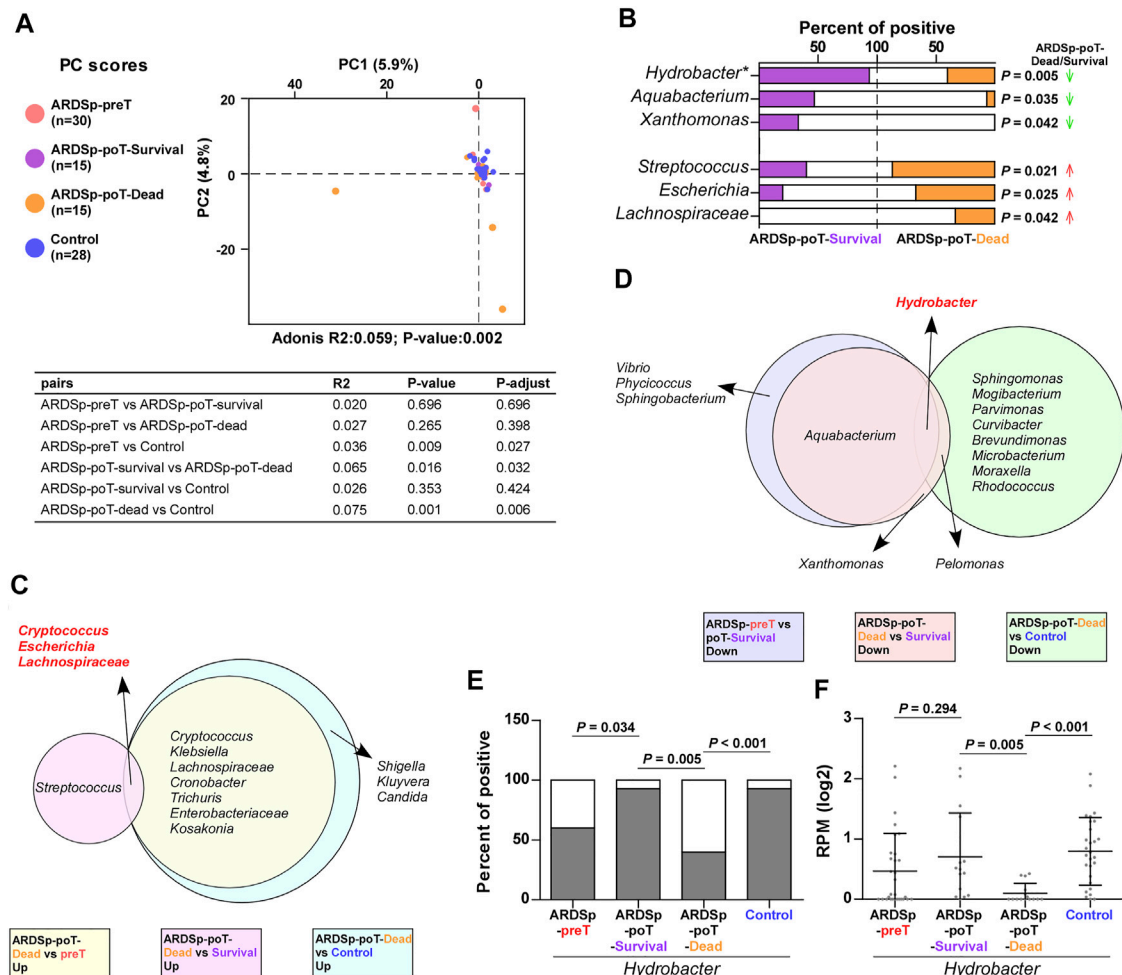 A
PC scores
ARDSp-preT
(n=30)
ARDSp-poT-Survival
(n=15)
ARDSp-poT-Dead
(n=15)
Control
(n=28)
PC1 (5.9%)
40 20 0
PC2 (4.8%)
20
0
-20
Adonis R2:0.059; P-value:0.002
pairs R2 P-value P-adjust
ARDSp-preT vs ARDSp-poT-survival 0.020 0.696 0.696
ARDSp-preT vs ARDSp-poT-dead 0.027 0.265 0.398
ARDSp-preT vs Control 0.036 0.009 0.027
ARDSp-poT-survival vs ARDSp-poT-dead 0.065 0.016 0.032
ARDSp-poT-survival vs Control 0.026 0.353 0.424
ARDSp-poT-dead vs Control 0.075 0.001 0.006
B
Percent of positive
50 100 50
ARDSp-poT-
Dead/Survival
Hydrobacter* P = 0.005
Aquabacterium P = 0.035
Xanthomonas P = 0.042
Streptococcus P = 0.021
Escherichia P = 0.025
Lachnospiraceae P = 0.042
ARDSp-poT-Survival ARDSp-poT-Dead
D
Hydrobacter
Vibrio
Phycicoccus
Sphingobacterium
Aquabacterium
Sphingomonas
Mogibacterium
Parvimonas
Curvibacter
Brevundimonas
Microbacterium
Moraxella
Rhodococcus
Xanthomonas
Pelomonas
ARDSp-preT vs
poT-Survival
Down
ARDSp-poT-
Dead vs Survival
Down
ARDSp-poT-Dead
vs Control
Down
C
Cryptococcus
Escherichia
Lachnospiraceae
Streptococcus
Cryptococcus
Klebsiella
Lachnospiraceae
Cronobacter
Trichuris
Enterobacteriaceae
Kosakonia
Shigella
Kluyvera
Candida
ARDSp-poT-
Dead vs preT
Up
ARDSp-poT-
Dead vs Survival
Up
ARDSp-poT-Dead
vs Control
Up
E
Percent of positive
150
100
50
0
P = 0.034
P = 0.005
P < 0.001
ARDSp
-preT
ARDSp
-poT
-Survival
ARDSp
-poT
-Dead
Control
Hydrobacter
F
RPM (log2)
3
2
1
0
P = 0.294
P = 0.005
P < 0.001
ARDSp
-preT
ARDSp
-poT
-Survival
ARDSp
-poT
-Dead
Control
Hydrobacter